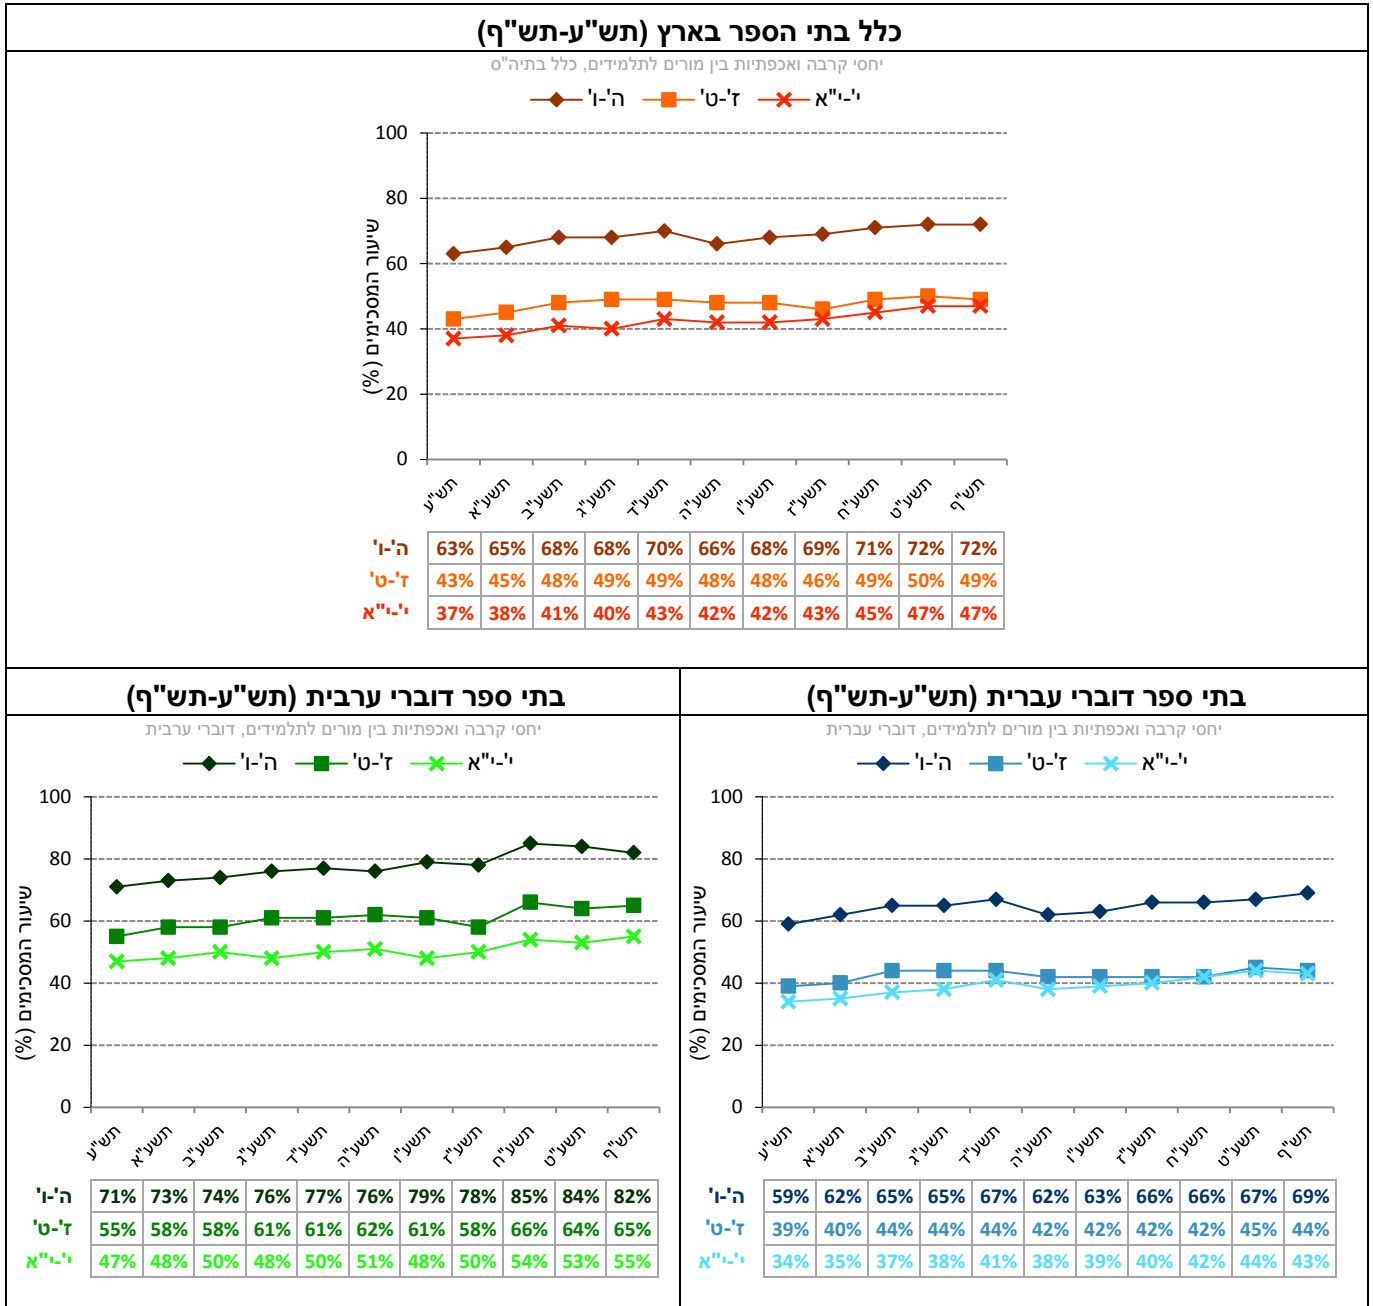 כלל בתי הספר בארץ (תש"ע-תש"ף)
יחסי קרבה ואכפתיות בין מורים לתלמידים, כלל בתיה"ס
ה'-ו' ז'-ט' י'-י"א
שיעור המסכימים (%)
100
80
60
40
20
0
תש"ע תשע"א תשע"ב תשע"ג תשע"ד תשע"ה תשע"ו תשע"ז תשע"ח תשע"ט תש"ף
ה'-ו' 63% 65% 68% 68% 70% 66% 68% 69% 71% 72% 72%
ז'-ט' 43% 45% 48% 49% 49% 48% 48% 46% 49% 50% 49%
י'-י"א 37% 38% 41% 40% 43% 42% 42% 43% 45% 47% 47%
בתי ספר דוברי עברית (תש"ע-תש"ף)
יחסי קרבה ואכפתיות בין מורים לתלמידים, דוברי עברית
ה'-ו' ז'-ט' י'-י"א
שיעור המסכימים (%)
100
80
60
40
20
0
תש"ע תשע"א תשע"ב תשע"ג תשע"ד תשע"ה תשע"ו תשע"ז תשע"ח תשע"ט תש"ף
ה'-ו' 59% 62% 65% 65% 67% 62% 63% 66% 66% 67% 69%
ז'-ט' 39% 40% 44% 44% 44% 42% 42% 42% 42% 45% 44%
י'-י"א 34% 35% 37% 38% 41% 38% 39% 40% 42% 44% 43%
בתי ספר דוברי ערבית (תש"ע-תש"ף)
יחסי קרבה ואכפתיות בין מורים לתלמידים, דוברי ערבית
ה'-ו' ז'-ט' י'-י"א
שיעור המסכימים (%)
100
80
60
40
20
0
תש"ע תשע"א תשע"ב תשע"ג תשע"ד תשע"ה תשע"ו תשע"ז תשע"ח תשע"ט תש"ף
ה'-ו' 71% 73% 74% 76% 77% 76% 79% 78% 85% 84% 82%
ז'-ט' 55% 58% 58% 61% 61% 62% 61% 58% 66% 64% 65%
י'-י"א 47% 48% 50% 48% 50% 51% 48% 50% 54% 53% 55%